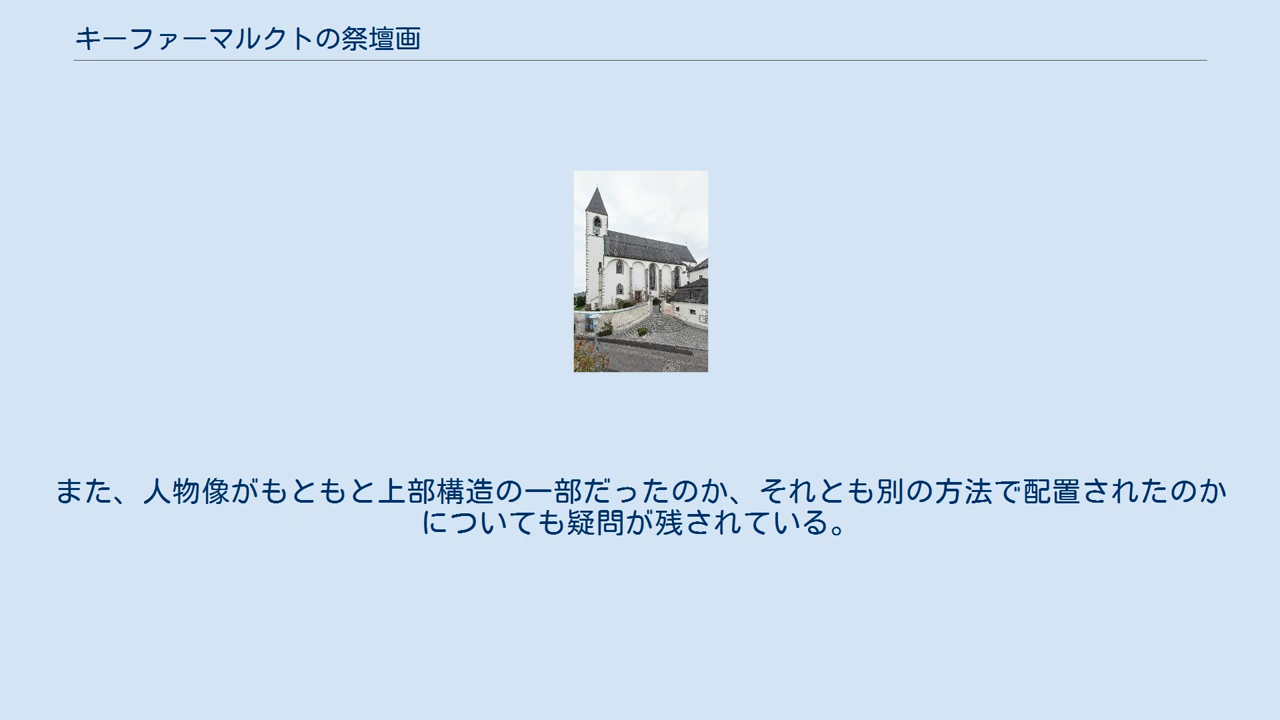 キーファーマルクトの祭壇画
また、人物像がもともと上部構造の一部だったのか、それとも別の方法で配置されたのか
についても疑問が残されている。